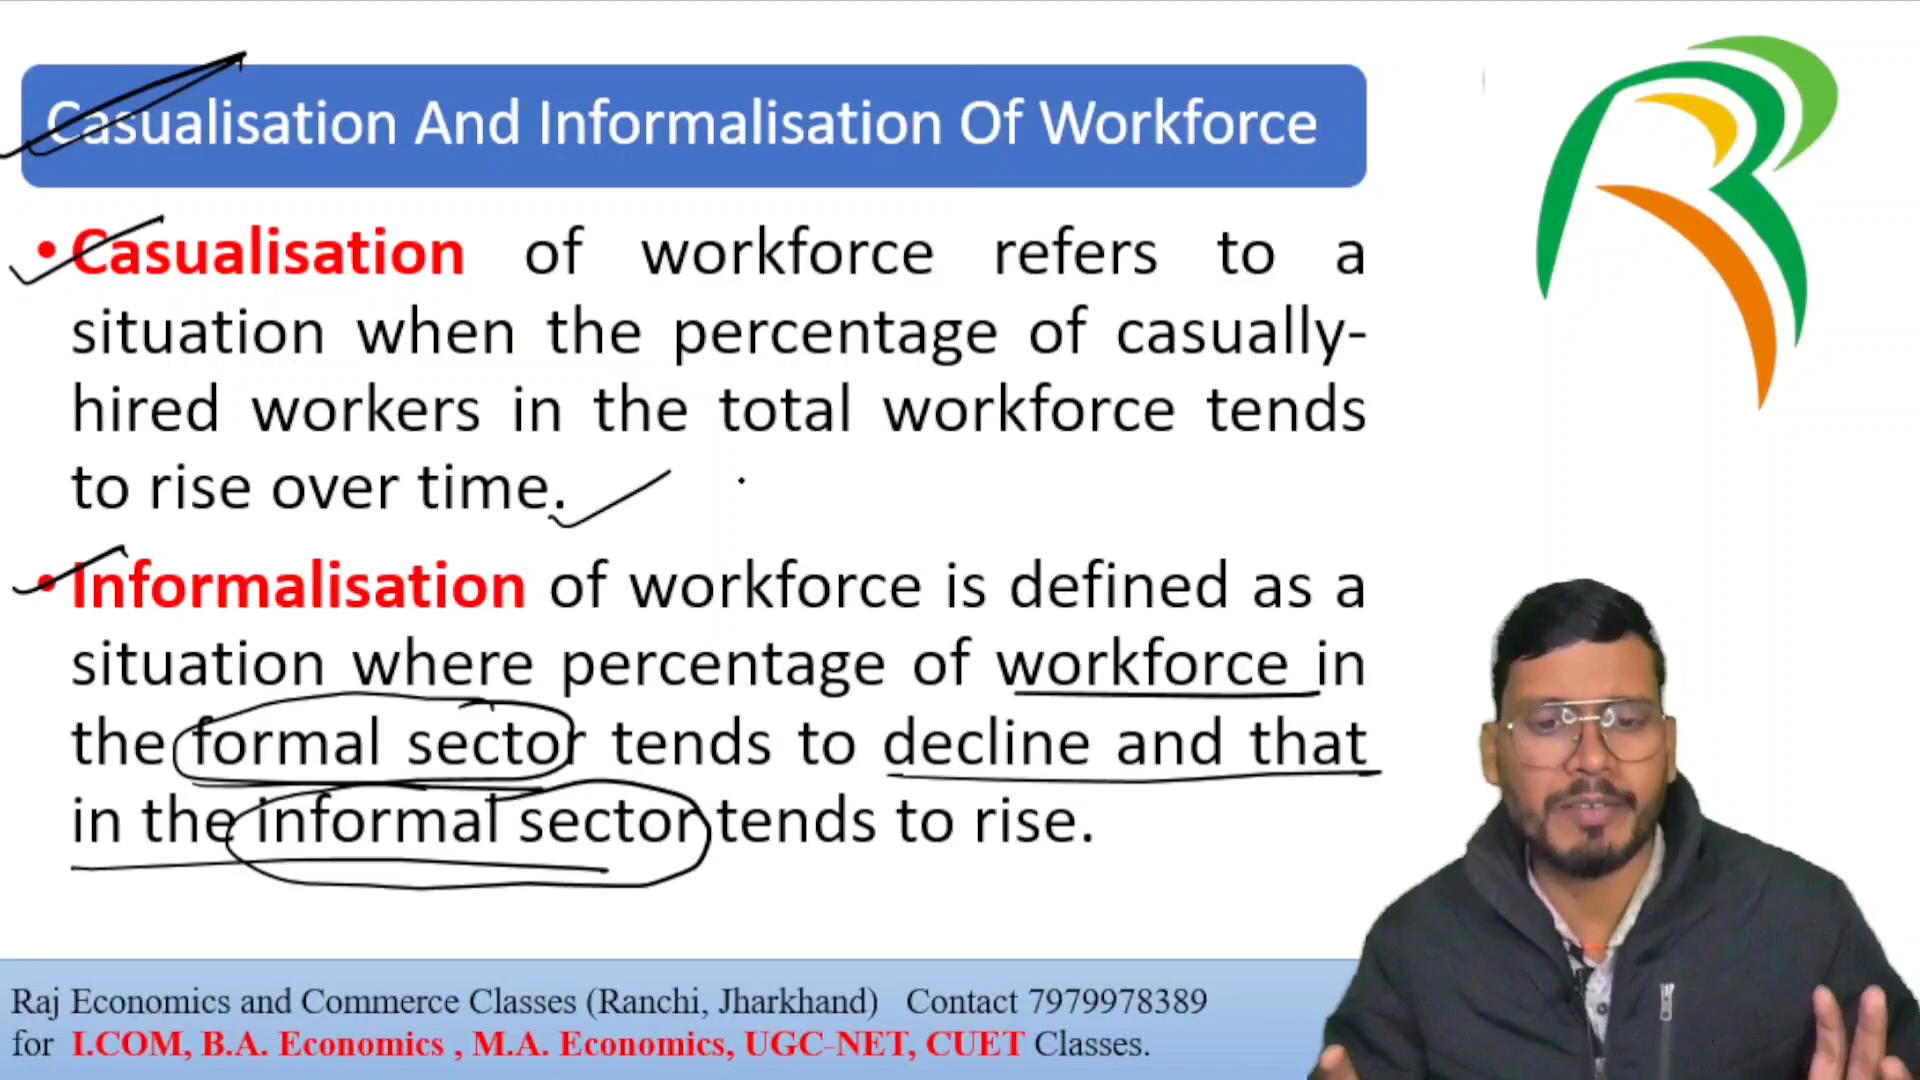 Casualisation And Informalisation Of Workforce
• Casualisation of workforce refers to a
situation when the percentage of casually-
hired workers in the total workforce tends
to rise over time.
• Informalisation of workforce is defined as a
situation where percentage of workforce in
the formal sector tends to decline and that
in the informal sector tends to rise.
Raj Economics and Commerce Classes (Ranchi, Jharkhand) Contact 7979978389
for I.COM, B.A. Economics , M.A. Economics, UGC-NET, CUET Classes.